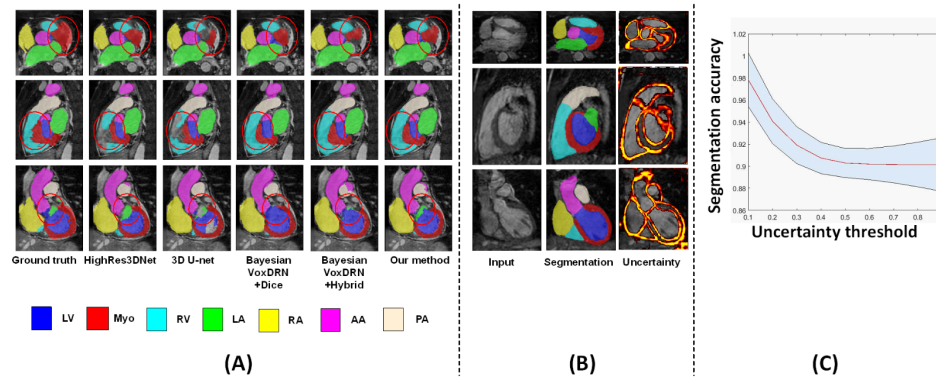 Ground truth HighRes3DNet 3D U-net Bayesian VoxDRN +Dice Bayesian VoxDRN +Hybrid Our method
LV Myo RV LA RA AA PA
(A)
Input Segmentation Uncertainty
(B)
Segmentation accuracy
1.02
1
0.98
0.96
0.94
0.92
0.9
0.88
0.86
0.1 0.2 0.3 0.4 0.5 0.6 0.7 0.8
Uncertainty threshold
(C)